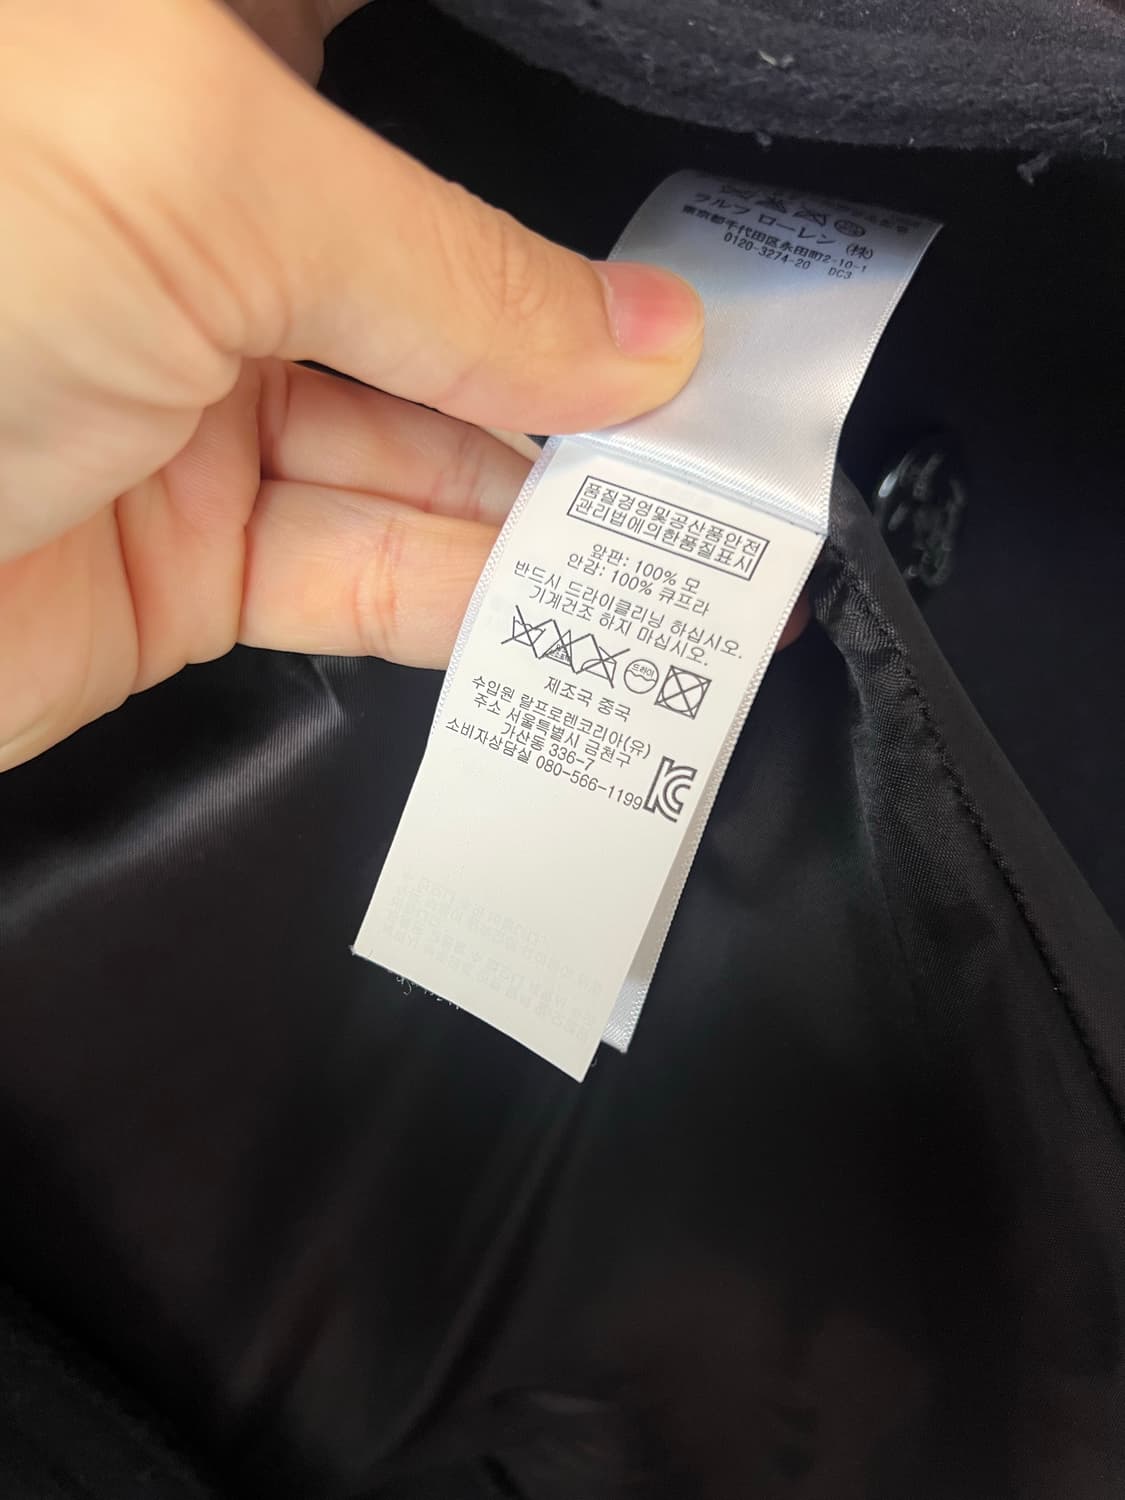 ラルフ ローレン (株)
東京都千代田区永田町2-10-1
0120-3274-20 DC3
품질경영및공산품안전
관리법에의한품질표시
앞판: 100% 모
안감: 100% 큐프라
반드시 드라이클리닝 하십시오.
기계건조 하지 마십시오.
드라이
제조국 중국
수입원 랄프로렌코리아(유)
주소 서울특별시 금천구
가산동 336-7
소비자상담실 080-566-1199